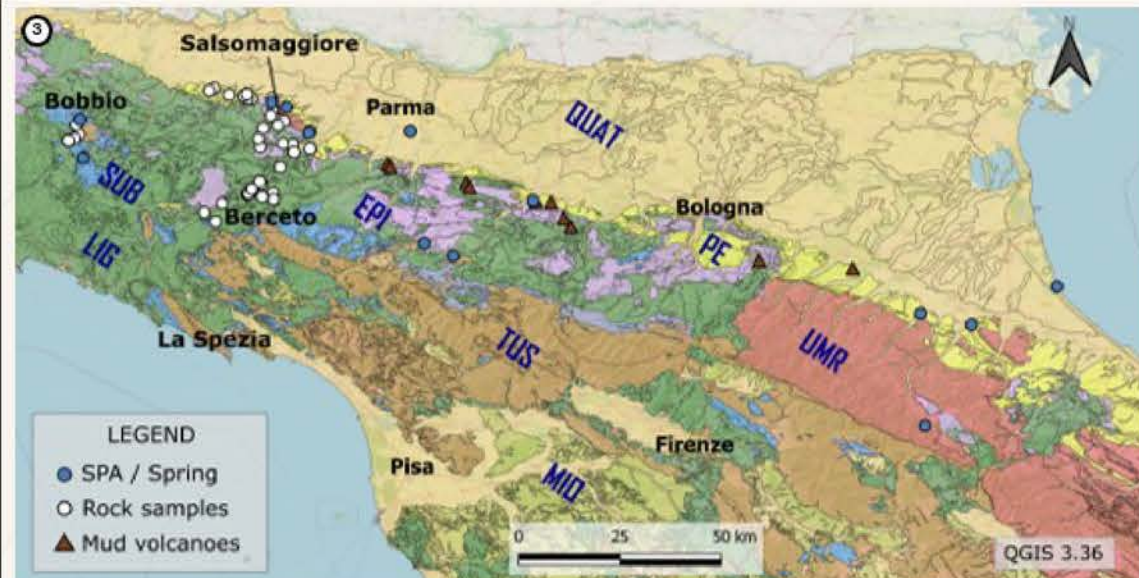 3
N
Salsomaggiore
Bobbio
Parma
QUAT
SUB
EPI
Berceto
Bologna
PE
LIG
La Spezia
TUS
UMR
LEGEND
SPA / Spring
Rock samples
Mud volcanoes
Pisa
Firenze
MIO
0 25 50 km
QGIS 3.36